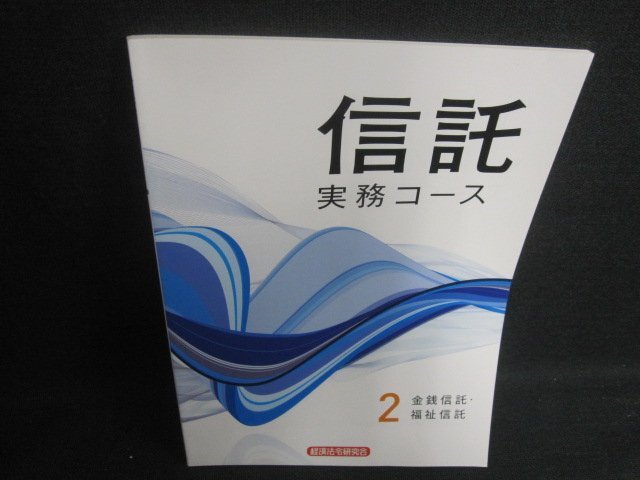 信託
実務コース
2
金銭信託・
福祉信託
経済法令研究会